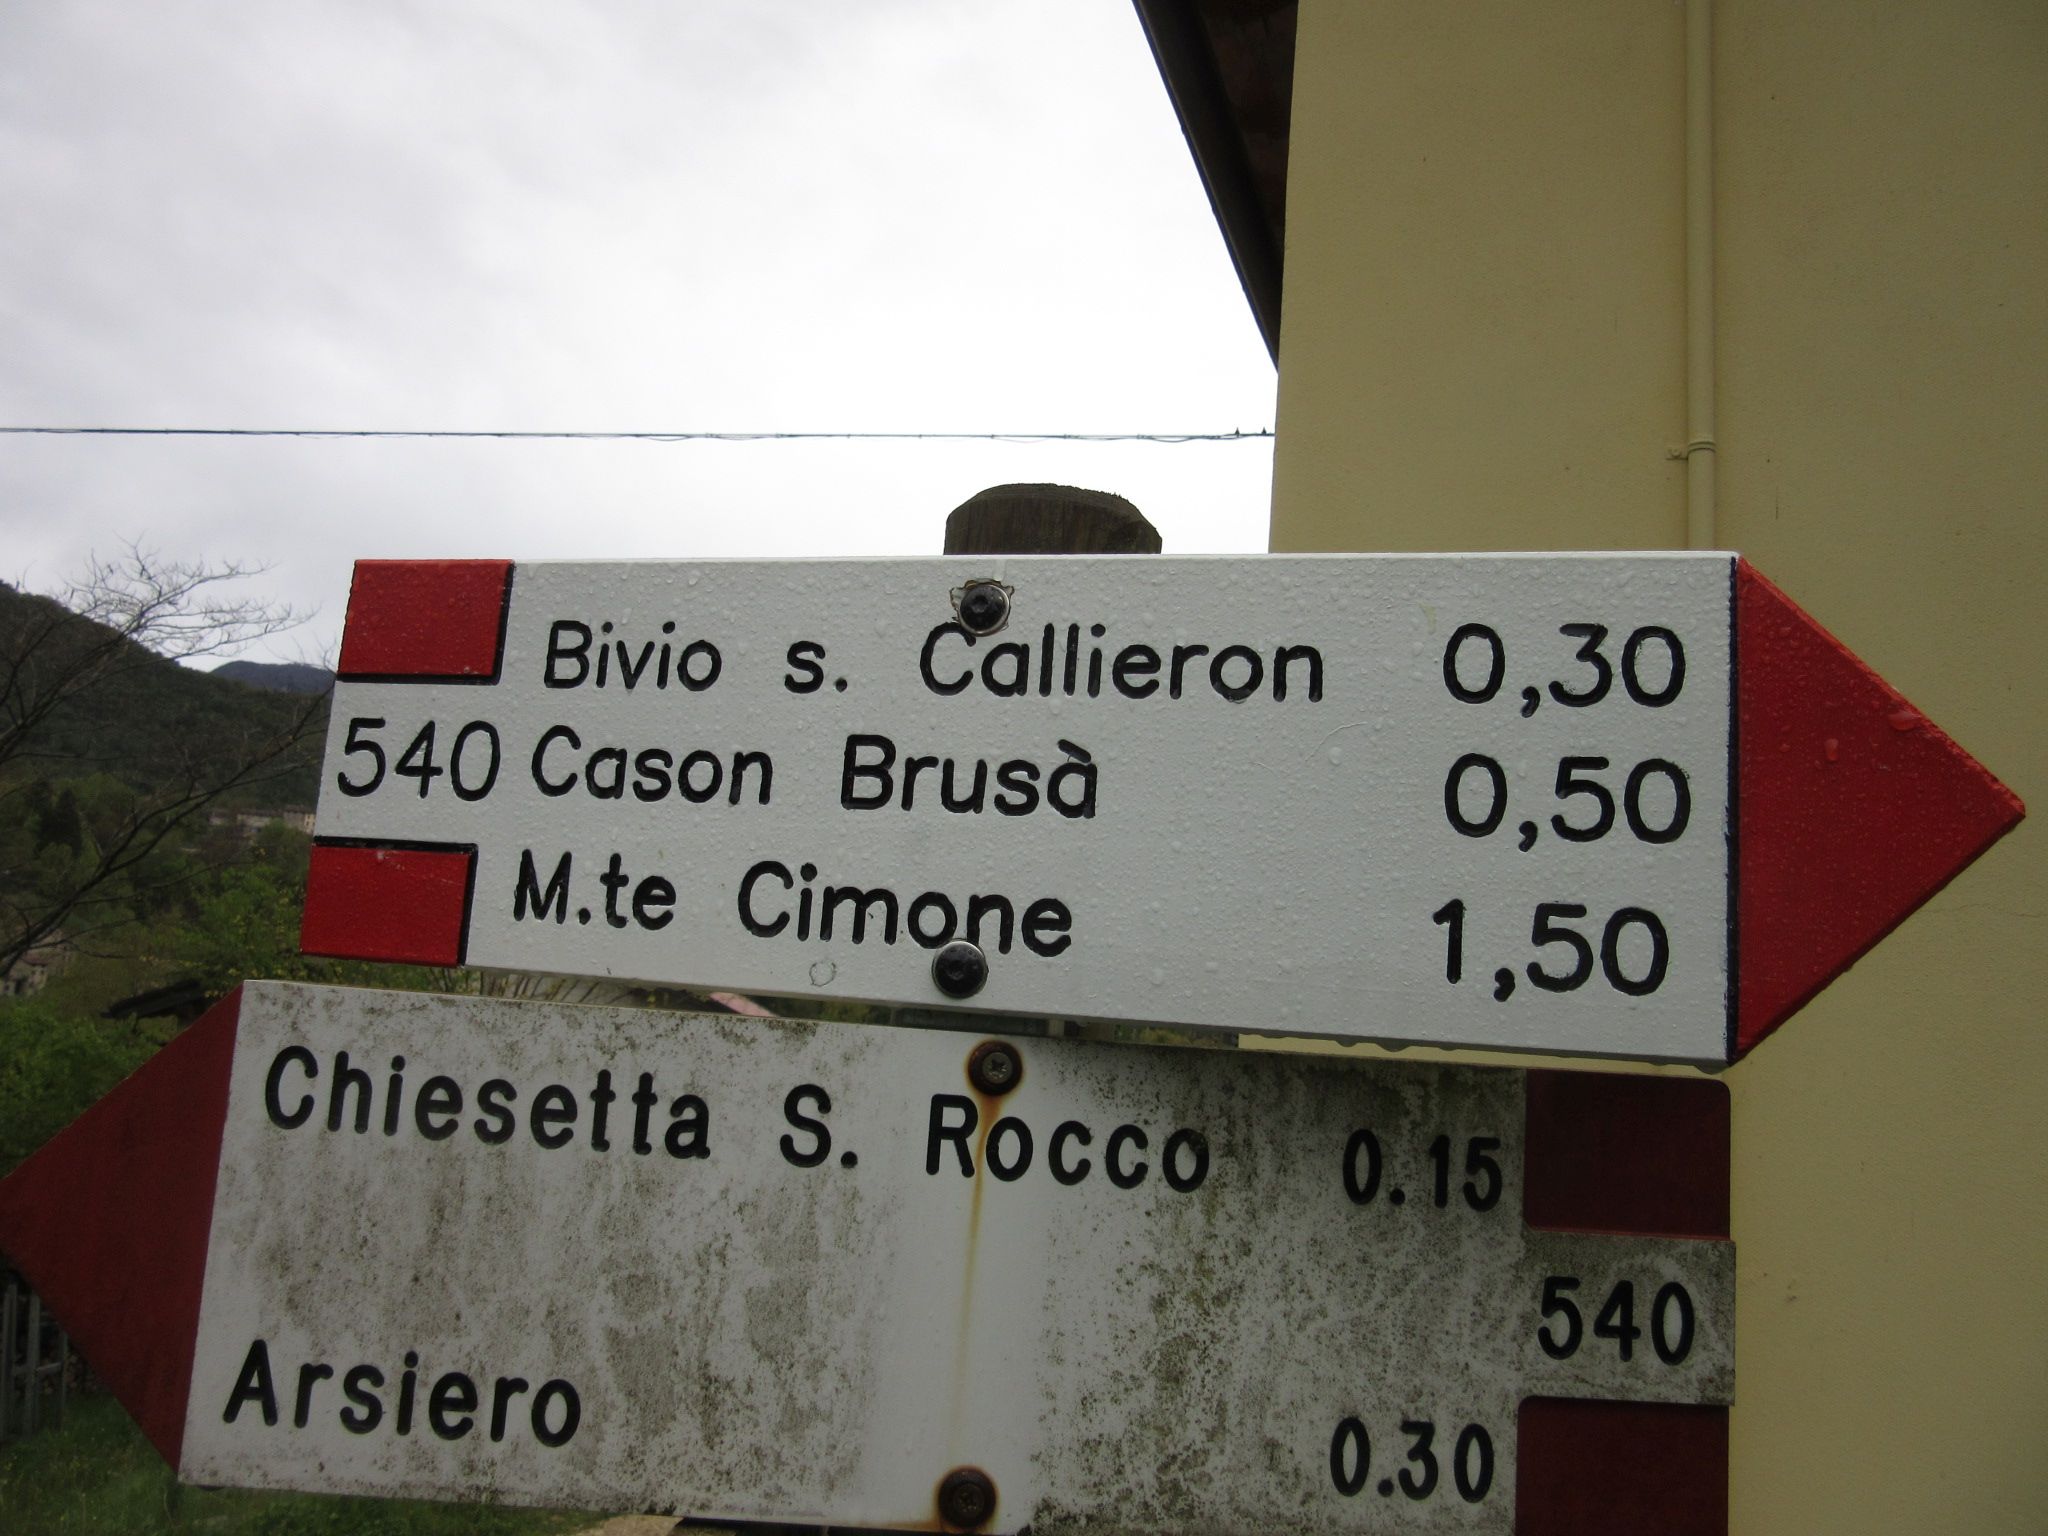 Bivio s. Callieron 0,30
540 Cason Brusà 0,50
M.te Cimone 1,50
Chiesetta S. Rocco 0.15
540
Arsiero 0.30